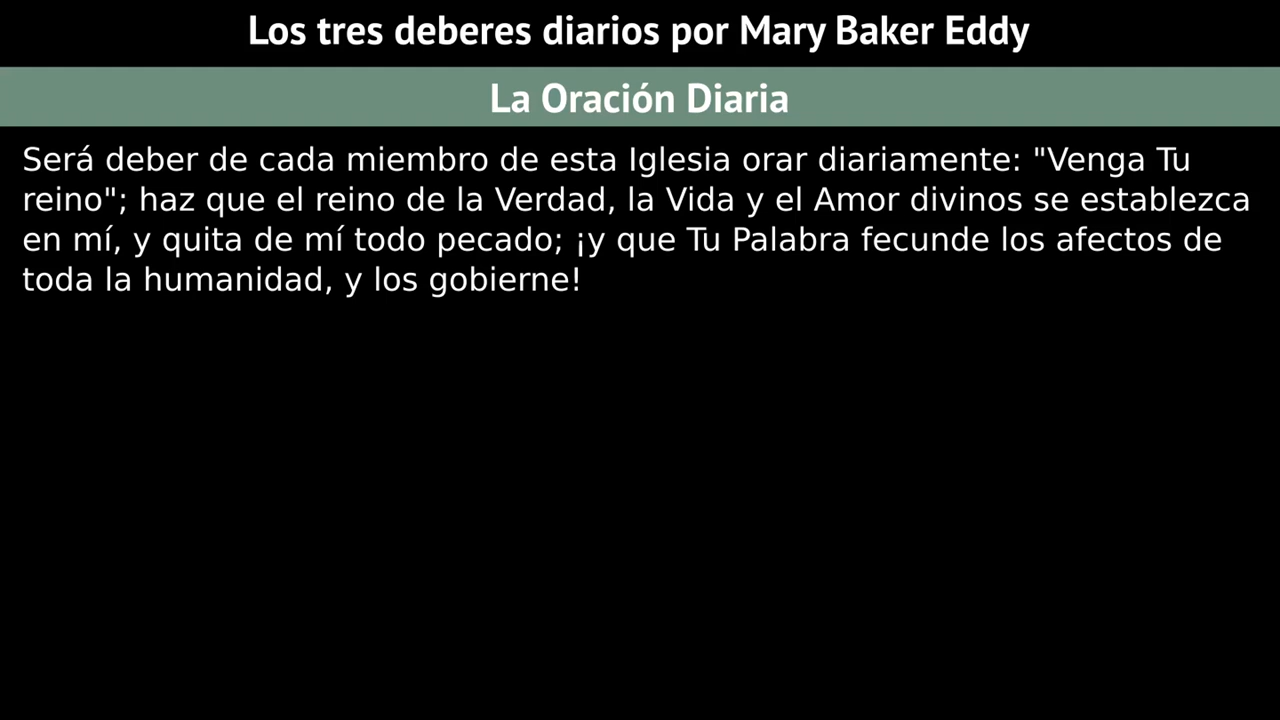 Los tres deberes diarios por Mary Baker Eddy
La Oración Diaria
Será deber de cada miembro de esta Iglesia orar diariamente: "Venga Tu
reino"; haz que el reino de la Verdad, la Vida y el Amor divinos se establezca
en mí, y quita de mí todo pecado; ¡y que Tu Palabra fecunde los afectos de
toda la humanidad, y los gobierne!